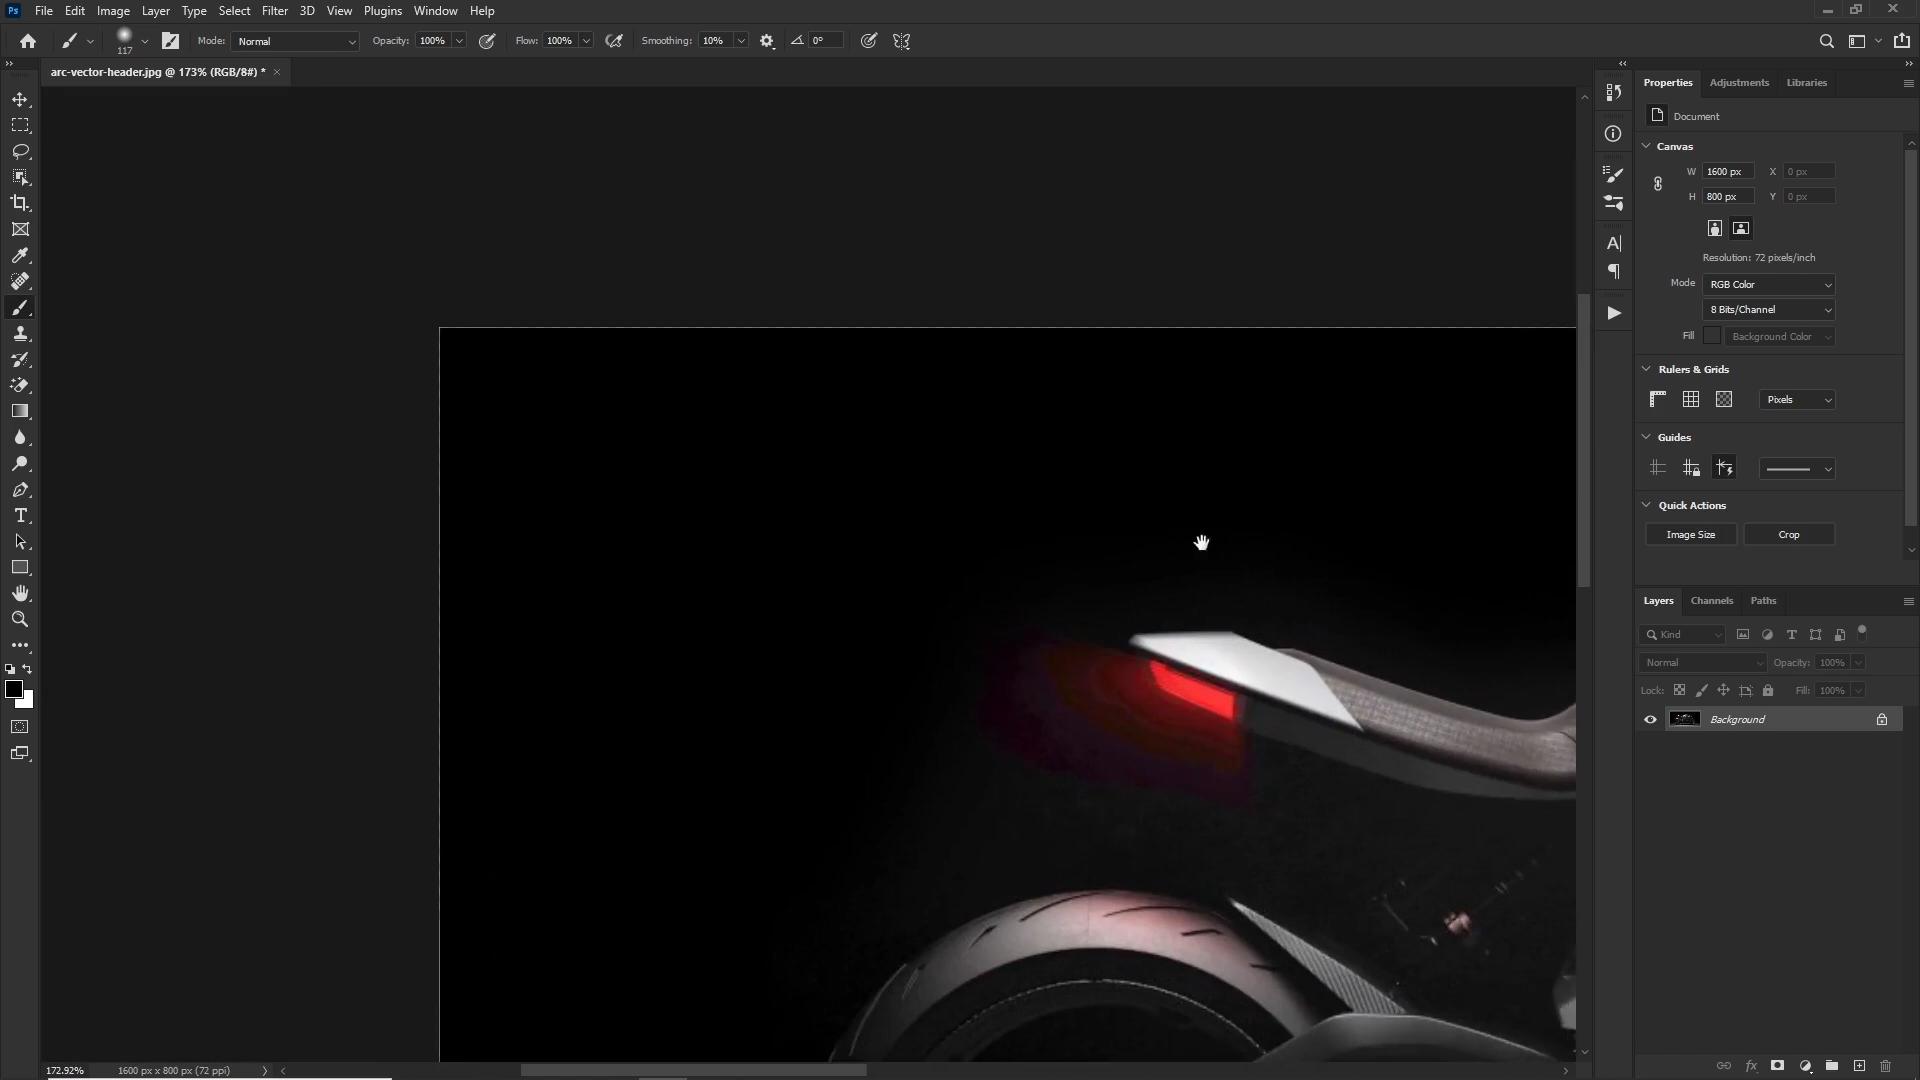 Ps File Edit Image Layer Type Select Filter 3D View Plugins Window Help
117 Mode: Normal Opacity: 100% Flow: 100% Smoothing: 10% 0°
arc-vector-header.jpg @ 173% (RGB/8#) * ×
Properties Adjustments Libraries
Document
Canvas
W 1600 px X 0 px
H 800 px Y 0 px
Resolution: 72 pixels/inch
Mode RGB Color
8 Bits/Channel
Fill Background Color
Rulers & Grids
Pixels
Guides
Quick Actions
Image Size Crop
Layers Channels Paths
Kind
Normal Opacity: 100%
Lock: Fill: 100%
Background
172.92% 1600 px x 800 px (72 ppi)